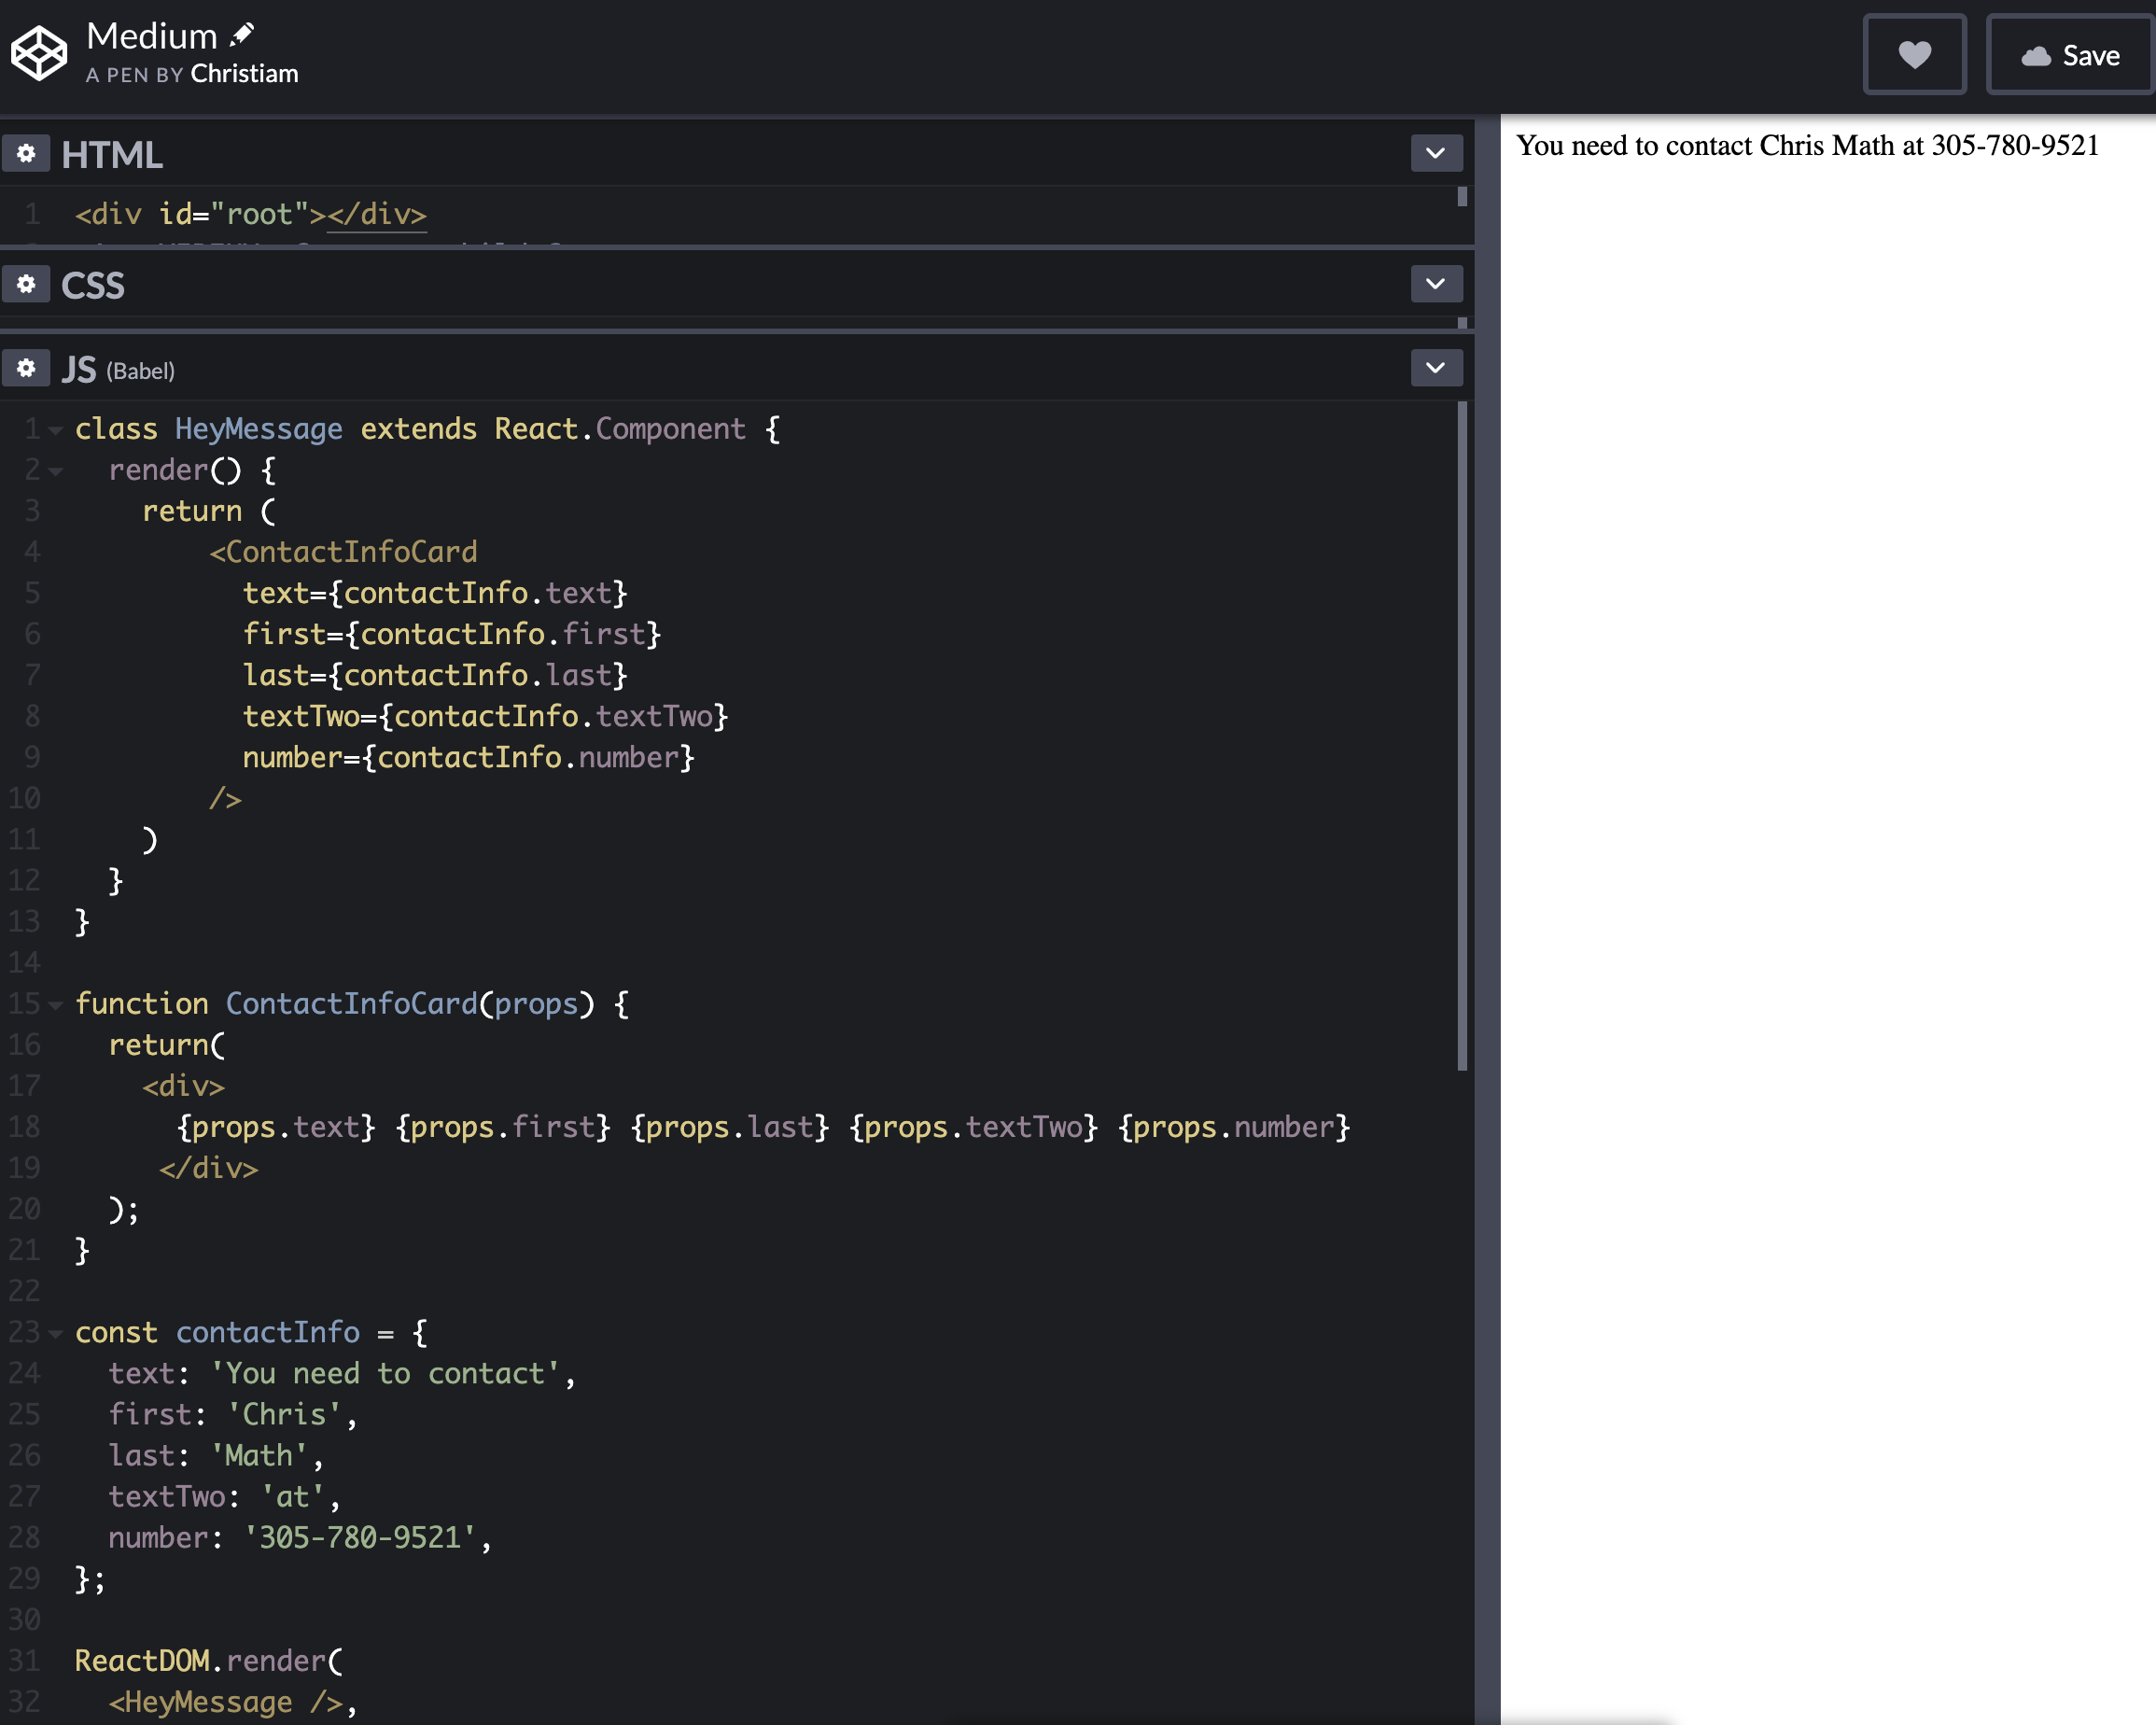 Medium
A PEN BY Christiam
Save
HTML
1 <div id="root"></div>
CSS
JS (Babel)
1 class HeyMessage extends React.Component {
2   render() {
3     return (
4         <ContactInfoCard
5           text={contactInfo.text}
6           first={contactInfo.first}
7           last={contactInfo.last}
8           textTwo={contactInfo.textTwo}
9           number={contactInfo.number}
10         />
11     )
12   }
13 }
14
15 function ContactInfoCard(props) {
16   return(
17     <div>
18       {props.text} {props.first} {props.last} {props.textTwo} {props.number}
19      </div>
20   );
21 }
22
23 const contactInfo = {
24   text: 'You need to contact',
25   first: 'Chris',
26   last: 'Math',
27   textTwo: 'at',
28   number: '305-780-9521',
29 };
30
31 ReactDOM.render(
32   <HeyMessage />,
You need to contact Chris Math at 305-780-9521